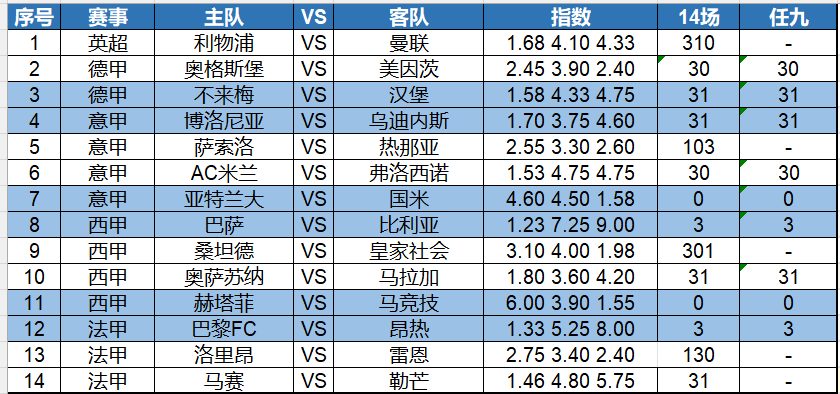 序号 赛事 主队 VS 客队 指数 14场 任九
1 英超 利物浦 VS 曼联 1.68 4.10 4.33 310 -
2 德甲 奥格斯堡 VS 美因茨 2.45 3.90 2.40 30 30
3 德甲 不来梅 VS 汉堡 1.58 4.33 4.75 31 31
4 意甲 博洛尼亚 VS 乌迪内斯 1.70 3.75 4.60 31 31
5 意甲 萨索洛 VS 热那亚 2.55 3.30 2.60 103 -
6 意甲 AC米兰 VS 弗洛西诺 1.53 4.75 4.75 30 30
7 意甲 亚特兰大 VS 国米 4.60 4.50 1.58 0 0
8 西甲 巴萨 VS 比利亚 1.23 7.25 9.00 3 3
9 西甲 桑坦德 VS 皇家社会 3.10 4.00 1.98 301 -
10 西甲 奥萨苏纳 VS 马拉加 1.80 3.60 4.20 31 31
11 西甲 赫塔菲 VS 马竞技 6.00 3.90 1.55 0 0
12 法甲 巴黎FC VS 昂热 1.33 5.25 8.00 3 3
13 法甲 洛里昂 VS 雷恩 2.75 3.40 2.40 130 -
14 法甲 马赛 VS 勒芒 1.46 4.80 5.75 31 -